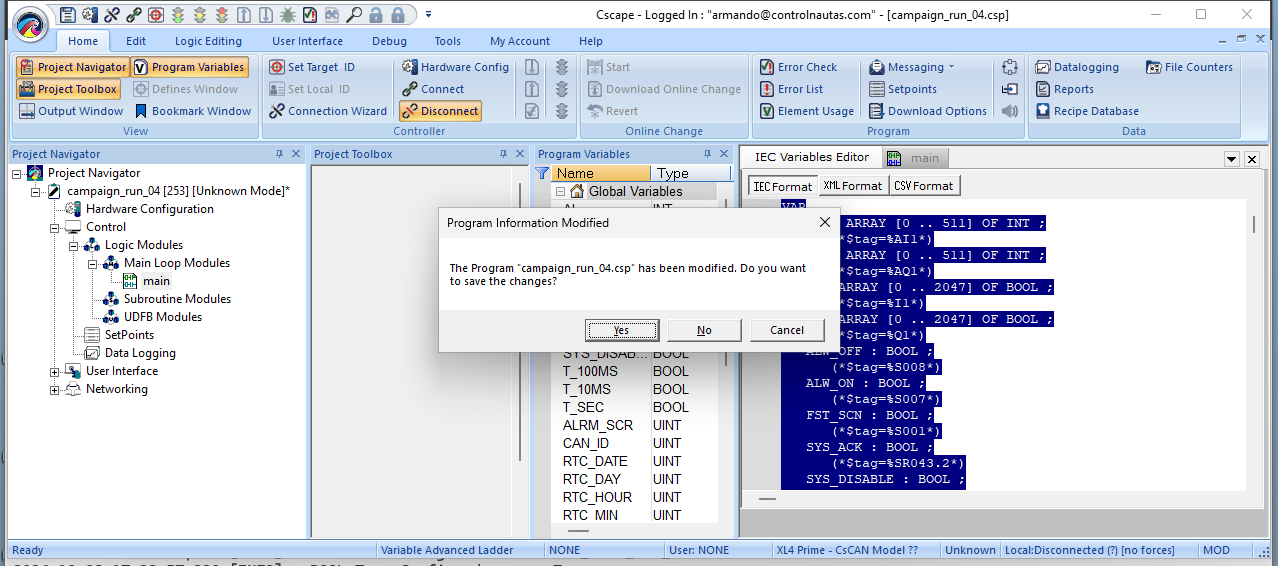 Cscape - Logged In : "armando@controlnautas.com" - [campaign_run_04.csp]
Home Edit Logic Editing User Interface Debug Tools My Account Help
Project Navigator Program Variables Set Target ID Hardware Config Start Error Check Messaging Datalogging File Counters
Project Toolbox Defines Window Set Local ID Connect Download Online Change Error List Setpoints Reports
Output Window Bookmark Window Connection Wizard Disconnect Revert Element Usage Download Options Recipe Database
View Controller Online Change Program Data
Project Navigator
Project Navigator
campaign_run_04 [253] [Unknown Mode]*
Hardware Configuration
Control
Logic Modules
Main Loop Modules
main
Subroutine Modules
UDFB Modules
SetPoints
Data Logging
User Interface
Networking
Project Toolbox
Program Variables
Name Type
Global Variables
T_100MS BOOL
T_10MS BOOL
T_SEC BOOL
ALRM_SCR UINT
CAN_ID UINT
RTC_DATE UINT
RTC_DAY UINT
RTC_HOUR UINT
RTC_MIN UINT
Program Information Modified
The Program "campaign_run_04.csp" has been modified. Do you want
to save the changes?
Yes No Cancel
IEC Variables Editor main
IEC Format XML Format CSV Format
VAR
ARRAY [0 .. 511] OF INT ;
(*$tag=%AI1*)
ARRAY [0 .. 511] OF INT ;
(*$tag=%AQ1*)
ARRAY [0 .. 2047] OF BOOL ;
(*$tag=%I1*)
ARRAY [0 .. 2047] OF BOOL ;
(*$tag=%Q1*)
ALW_OFF : BOOL ;
(*$tag=%S008*)
ALW_ON : BOOL ;
(*$tag=%S007*)
FST_SCN : BOOL ;
(*$tag=%S001*)
SYS_ACK : BOOL ;
(*$tag=%SR043.2*)
SYS_DISABLE : BOOL ;
Ready Variable Advanced Ladder NONE User: NONE XL4 Prime - CsCAN Model ?? Unknown Local:Disconnected (?) [no forces] MOD